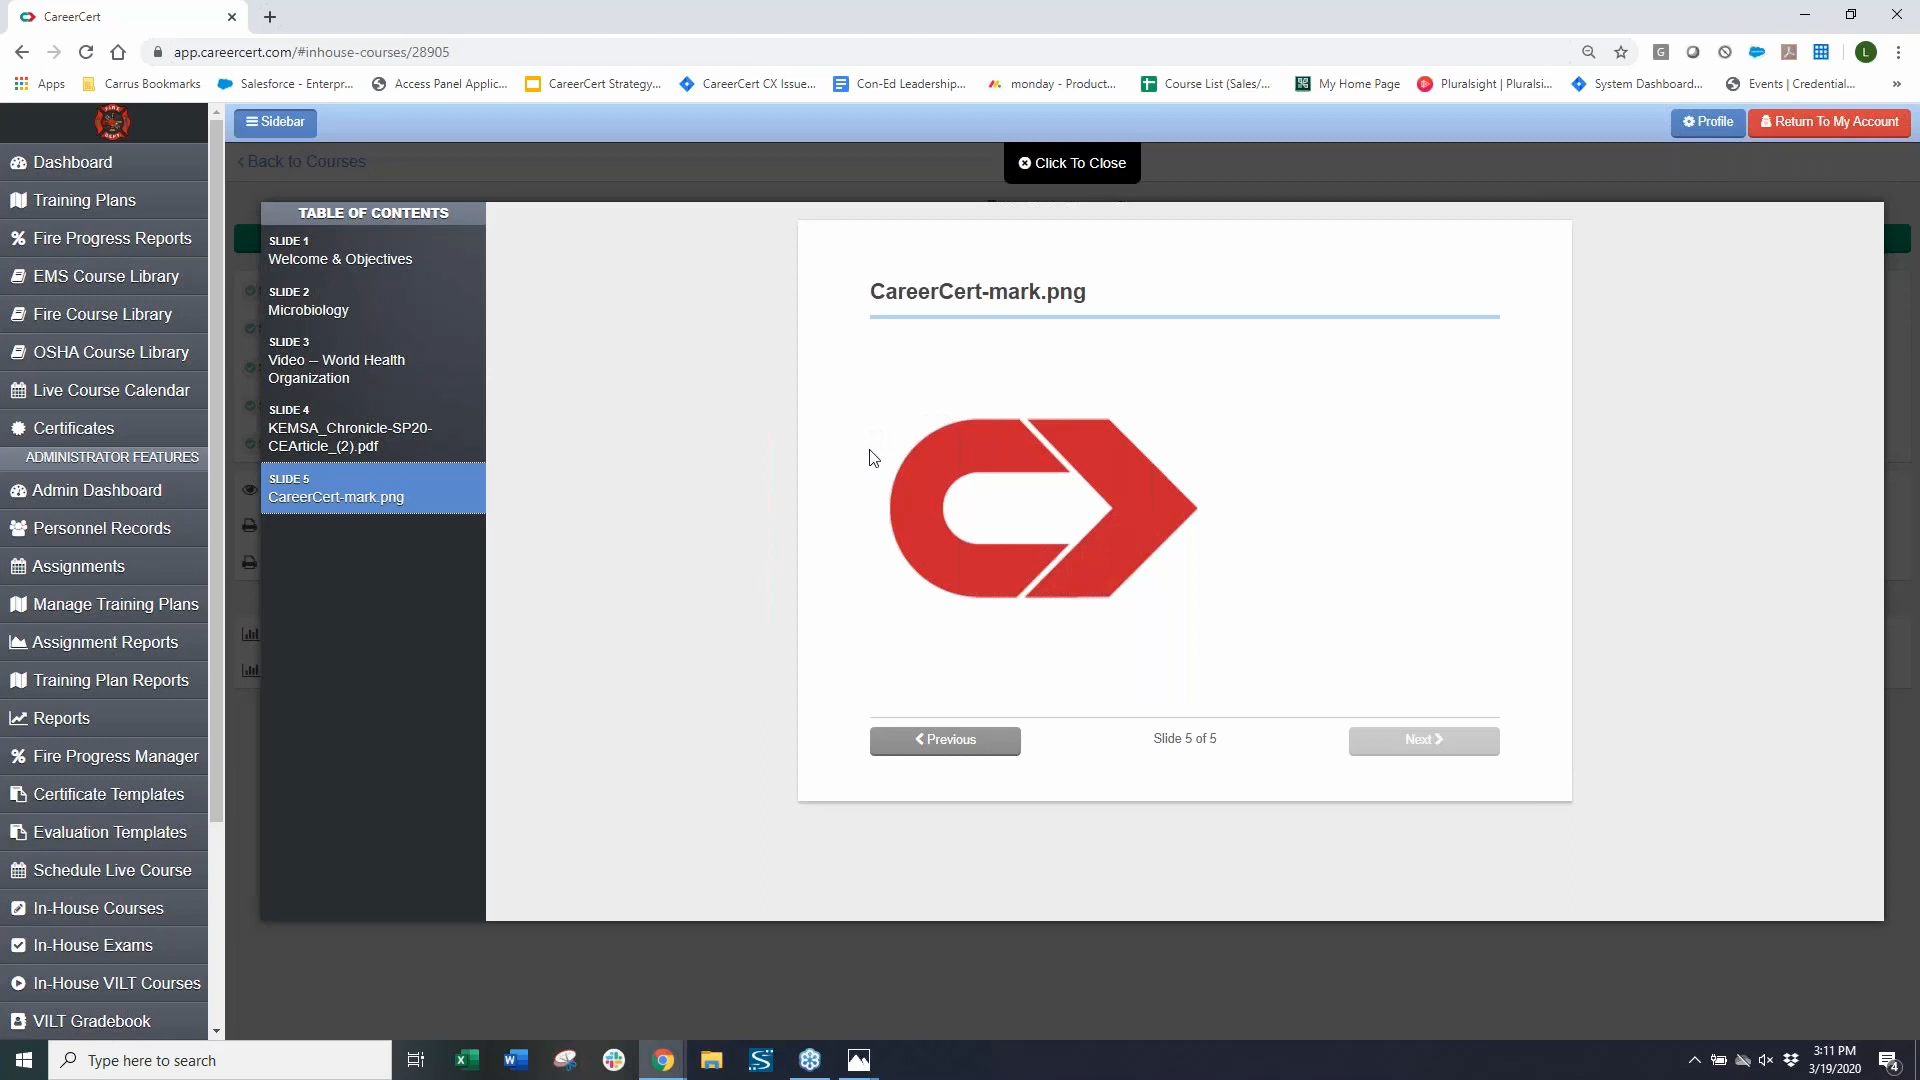 CareerCert
app.careercert.com/#inhouse-courses/28905
Apps
Carrus Bookmarks
Salesforce - Enterpr...
Access Panel Applic...
CareerCert Strategy...
CareerCert CX Issue...
Con-Ed Leadership...
monday - Product...
Course List (Sales/...
My Home Page
Pluralsight | Pluralsi...
System Dashboard...
Events | Credential...
»
Sidebar
Profile
Return To My Account
Back to Courses
Click To Close
Dashboard
Training Plans
Fire Progress Reports
EMS Course Library
Fire Course Library
OSHA Course Library
Live Course Calendar
Certificates
ADMINISTRATOR FEATURES
Admin Dashboard
Personnel Records
Assignments
Manage Training Plans
Assignment Reports
Training Plan Reports
Reports
Fire Progress Manager
Certificate Templates
Evaluation Templates
Schedule Live Course
In-House Courses
In-House Exams
In-House VILT Courses
VILT Gradebook
TABLE OF CONTENTS
SLIDE 1
Welcome & Objectives
SLIDE 2
Microbiology
SLIDE 3
Video -- World Health
Organization
SLIDE 4
KEMSA_Chronicle-SP20-
CEArticle_(2).pdf
SLIDE 5
CareerCert-mark.png
CareerCert-mark.png
Previous
Slide 5 of 5
Next
Type here to search
3:11 PM
3/19/2020
4